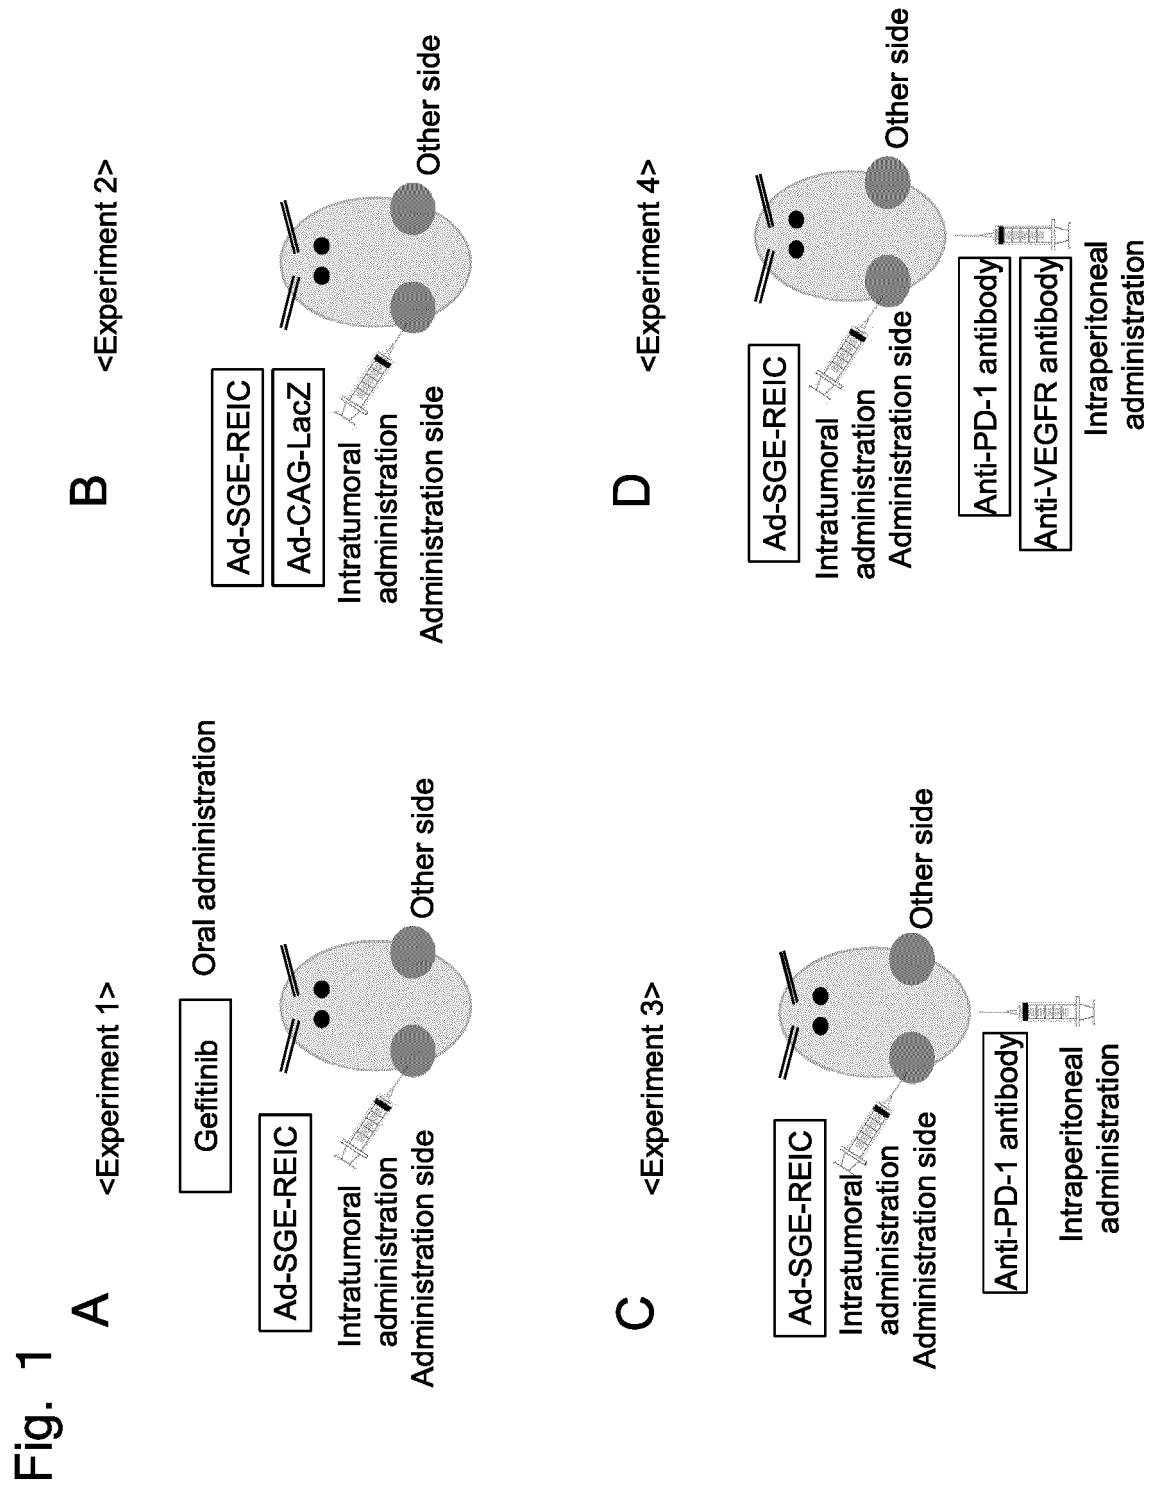 Fig. 1
A
<Experiment 1>
Gefitinib
Oral administration
Ad-SGE-REIC
Intratumoral
administration
Administration side
Other side
B
<Experiment 2>
Ad-SGE-REIC
Ad-CAG-LacZ
Intratumoral
administration
Administration side
Other side
C
<Experiment 3>
Ad-SGE-REIC
Intratumoral
administration
Administration side
Other side
Anti-PD-1 antibody
Intraperitoneal
administration
D
<Experiment 4>
Ad-SGE-REIC
Intratumoral
administration
Administration side
Other side
Anti-PD-1 antibody
Anti-VEGFR antibody
Intraperitoneal
administration